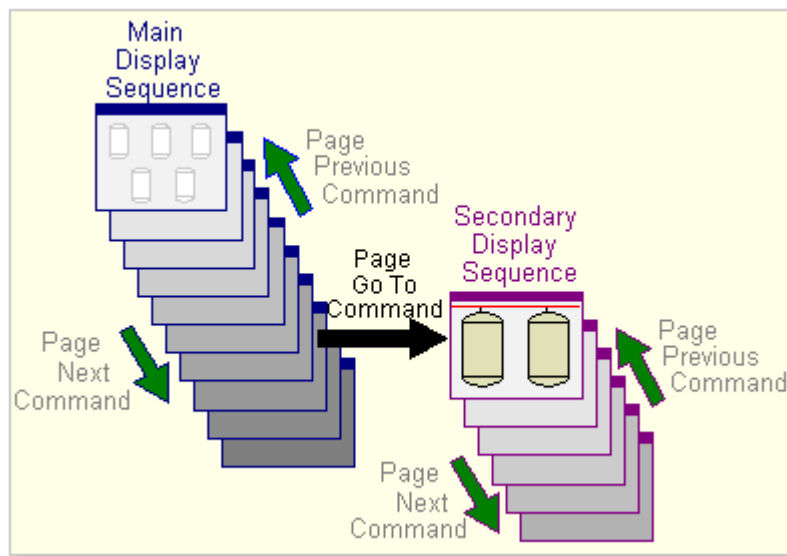 Main
Display
Sequence
Page
Previous
Command
Secondary
Display
Sequence
Page
Go To
Command
Page
Next
Command
Page
Previous
Command
Page
Next
Command